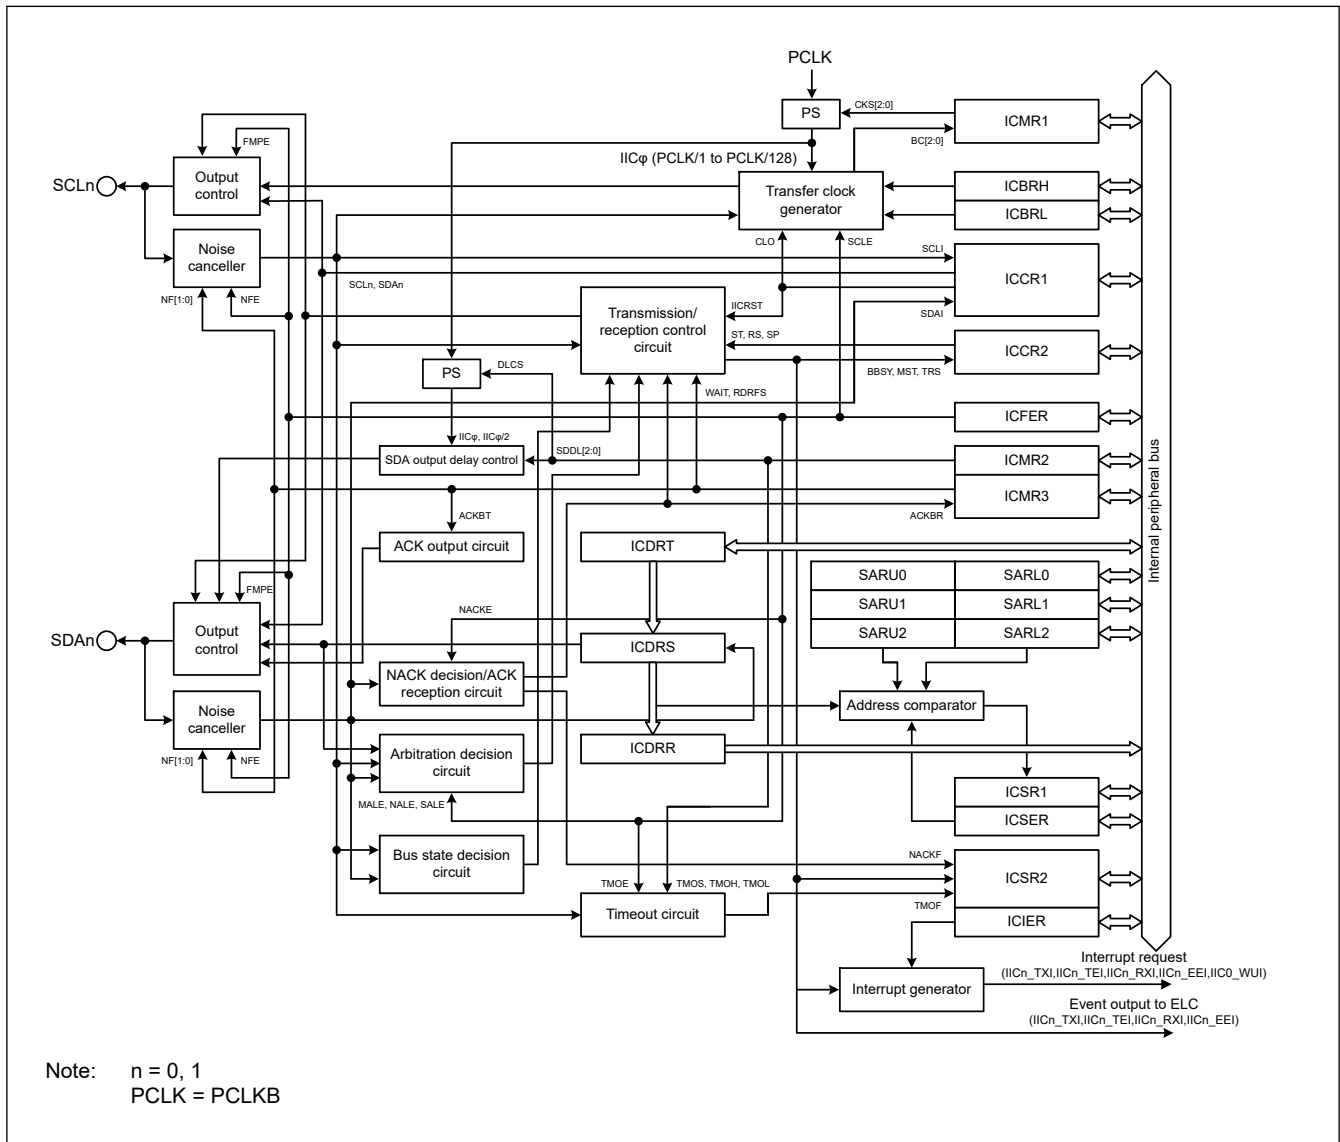 PCLK
PS
CKS[2:0]
ICMR1
BC[2:0]
FMPE
IICφ (PCLK/1 to PCLK/128)
SCLn
Output
control
Transfer clock
generator
ICBRH
ICBRL
Noise
canceller
CLO
SCLE
SCLI
ICCR1
SCLn, SDAn
NF[1:0]
NFE
IICRST
SDAI
Transmission/
reception control
circuit
ST, RS, SP
ICCR2
BBSY, MST, TRS
PS
DLCS
WAIT, RDRFS
ICFER
IICφ, IICφ/2
SDA output delay control
SDDL[2:0]
ICMR2
ICMR3
ACKBT
ACKBR
ACK output circuit
ICDRT
Internal peripheral bus
SARU0
SARL0
FMPE
SARU1
SARL1
NACKE
SDAn
Output
control
ICDRS
SARU2
SARL2
NACK decision/ACK
reception circuit
Noise
canceller
Address comparator
ICDRR
Arbitration decision
circuit
NF[1:0]
NFE
MALE, NALE, SALE
ICSR1
ICSER
Bus state decision
circuit
NACKF
ICSR2
TMOE
TMOS, TMOH, TMOL
TMOF
Timeout circuit
ICIER
Interrupt request
(IICn_TXI,IICn_TEI,IICn_RXI,IICn_EEI,IIC0_WUI)
Interrupt generator
Event output to ELC
(IICn_TXI,IICn_TEI,IICn_RXI,IICn_EEI)
Note: n = 0, 1
PCLK = PCLKB